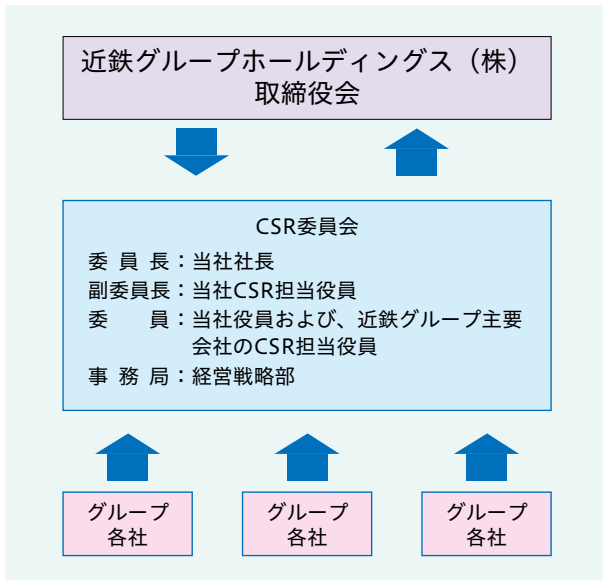 近鉄グループホールディングス（株）
取締役会
CSR委員会
委 員 長：当社社長
副委員長：当社CSR担当役員
委　　員：当社役員および、近鉄グループ主要
会社のCSR担当役員
事 務 局：経営戦略部
グループ
各社
グループ
各社
グループ
各社